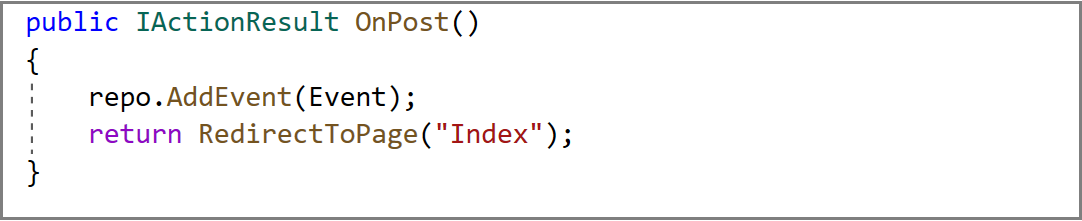 public IActionResult OnPost()
{
    repo.AddEvent(Event);
    return RedirectToPage("Index");
}